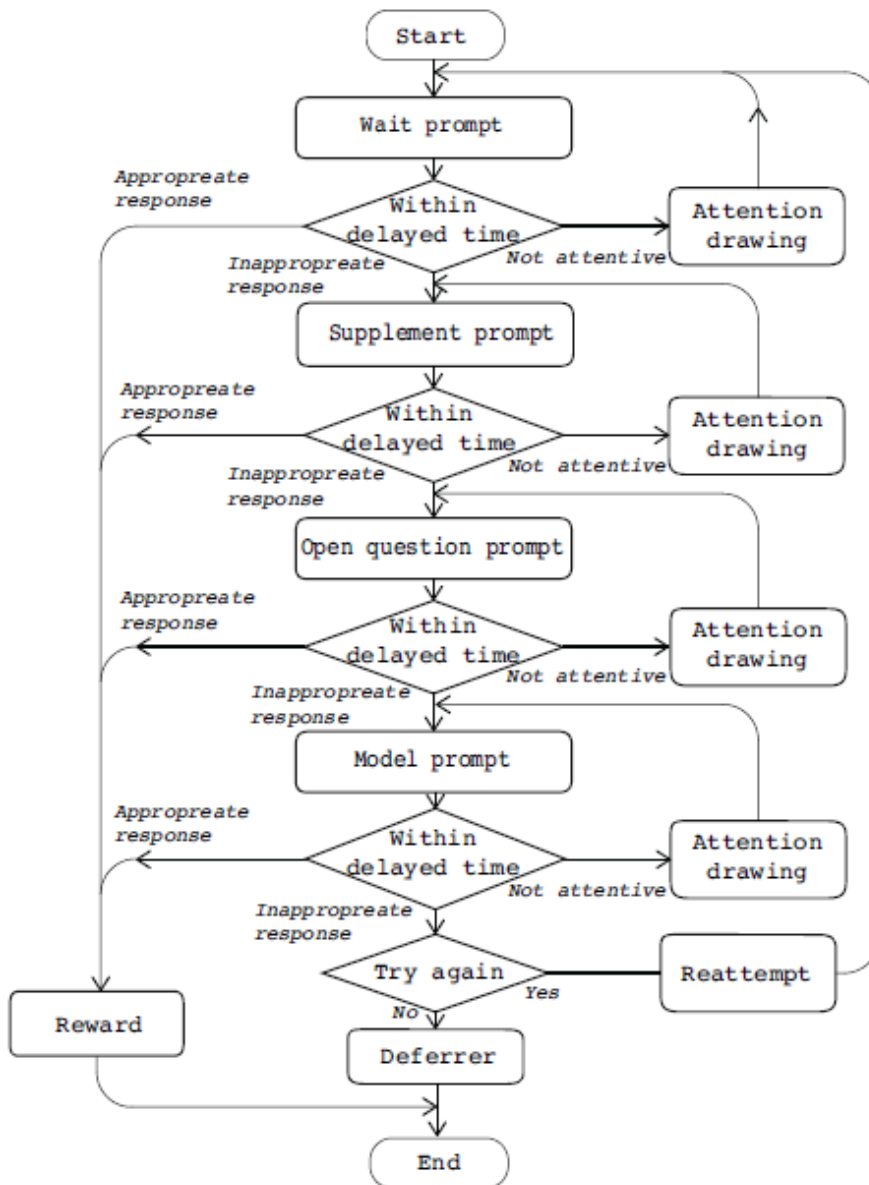 Start
Wait prompt
Appropreate
response
Within
delayed time
Attention
drawing
Inappropreate
response
Not attentive
Supplement prompt
Appropreate
response
Within
delayed time
Attention
drawing
Inappropreate
response
Not attentive
Open question prompt
Appropreate
response
Within
delayed time
Attention
drawing
Inappropreate
response
Not attentive
Model prompt
Appropreate
response
Within
delayed time
Attention
drawing
Inappropreate
response
Not attentive
Try again
Yes
Reattempt
No
Reward
Deferrer
End